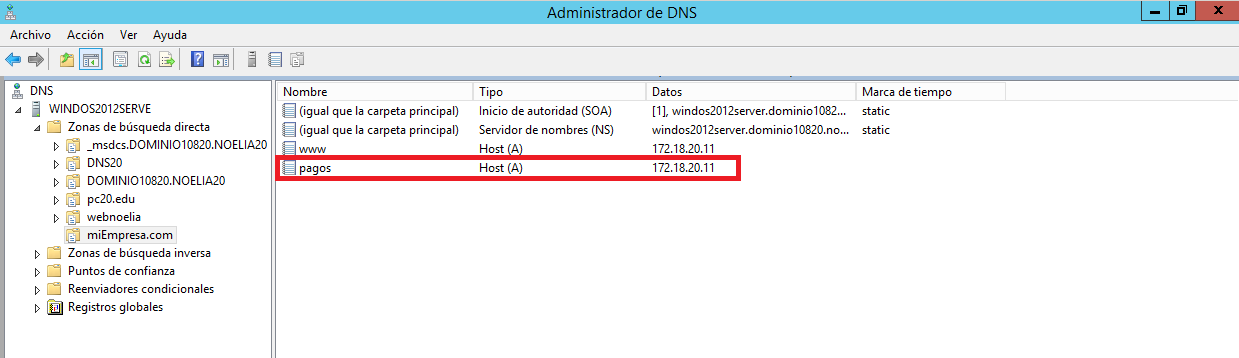 Administrador de DNS
Archivo Acción Ver Ayuda
DNS
WINDOS2012SERVE
Zonas de búsqueda directa
_msdcs.DOMINIO10820.NOELIA20
DNS20
DOMINIO10820.NOELIA20
pc20.edu
webnoelia
miEmpresa.com
Zonas de búsqueda inversa
Puntos de confianza
Reenviadores condicionales
Registros globales
Nombre Tipo Datos Marca de tiempo
(igual que la carpeta principal) Inicio de autoridad (SOA) [1], windos2012server.dominio1082... static
(igual que la carpeta principal) Servidor de nombres (NS) windos2012server.dominio10820.no... static
www Host (A) 172.18.20.11
pagos Host (A) 172.18.20.11